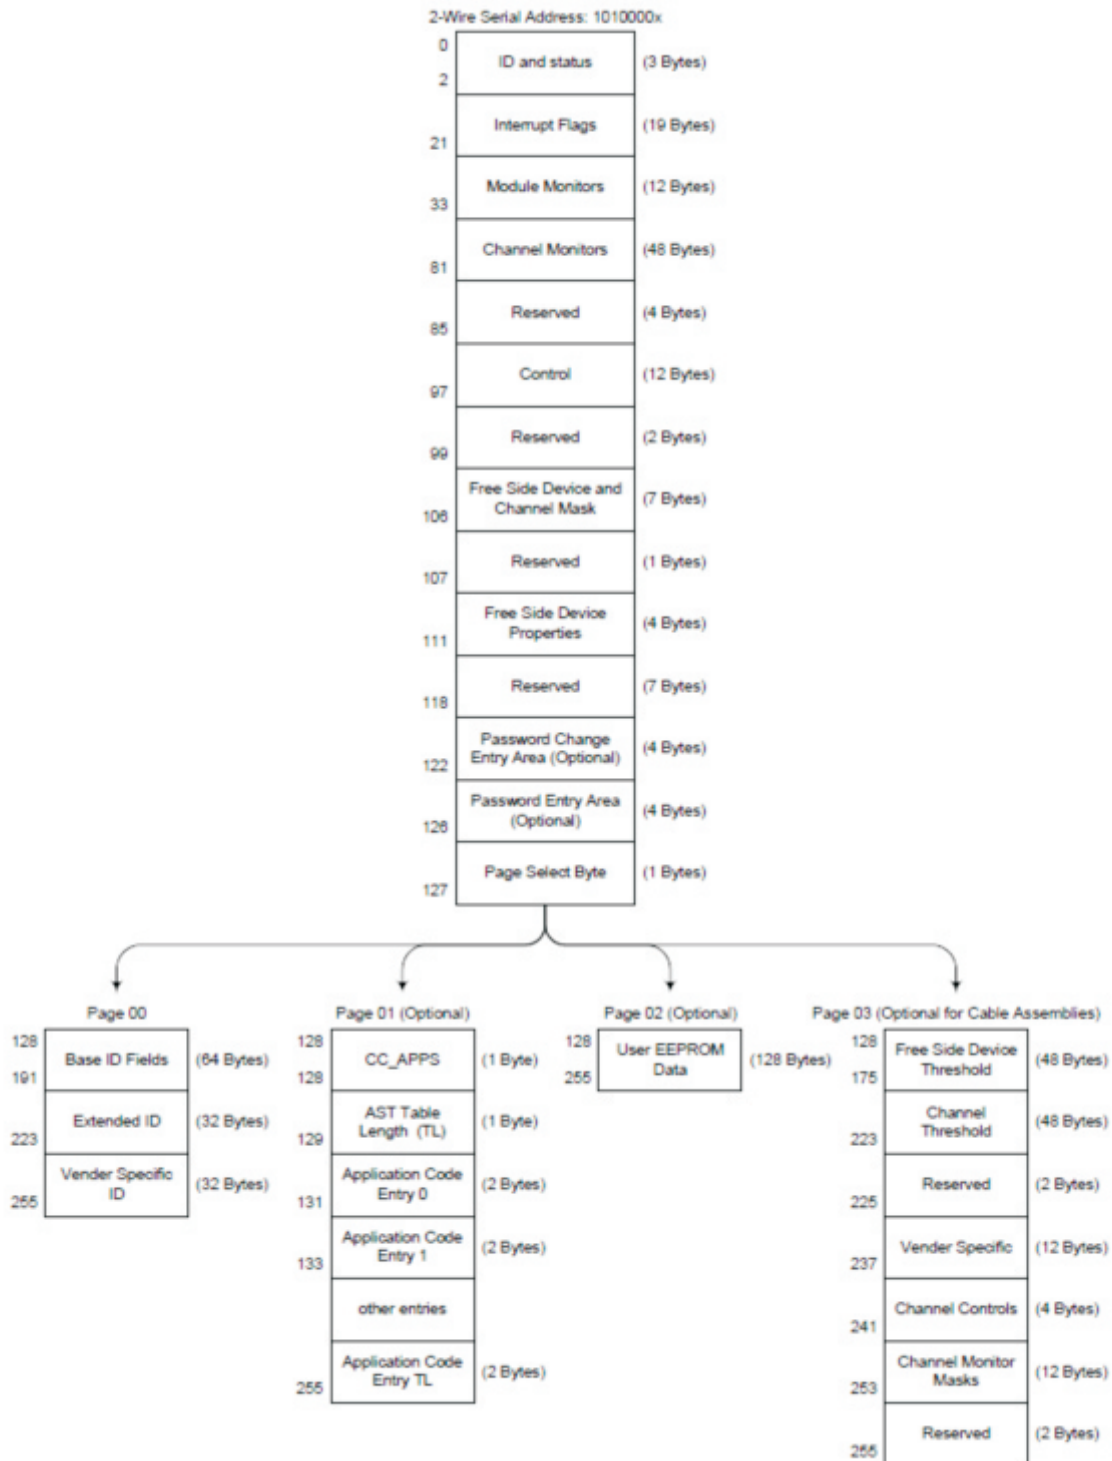 2-Wire Serial Address: 1010000x
0
ID and status (3 Bytes)
2
Interrupt Flags (19 Bytes)
21
Module Monitors (12 Bytes)
33
Channel Monitors (48 Bytes)
81
Reserved (4 Bytes)
85
Control (12 Bytes)
97
Reserved (2 Bytes)
99
Free Side Device and
Channel Mask (7 Bytes)
106
Reserved (1 Bytes)
107
Free Side Device
Properties (4 Bytes)
111
Reserved (7 Bytes)
118
Password Change
Entry Area (Optional) (4 Bytes)
122
Password Entry Area
(Optional) (4 Bytes)
126
Page Select Byte (1 Bytes)
127
Page 00
128
Base ID Fields (64 Bytes)
191
Extended ID (32 Bytes)
223
Vender Specific
ID (32 Bytes)
255
Page 01 (Optional)
128
CC_APPS (1 Byte)
128
AST Table
Length (TL) (1 Byte)
129
Application Code
Entry 0 (2 Bytes)
131
Application Code
Entry 1 (2 Bytes)
133
other entries
Application Code
Entry TL (2 Bytes)
255
Page 02 (Optional)
128
User EEPROM
Data (128 Bytes)
255
Page 03 (Optional for Cable Assemblies)
128
Free Side Device
Threshold (48 Bytes)
175
Channel
Threshold (48 Bytes)
223
Reserved (2 Bytes)
225
Vender Specific (12 Bytes)
237
Channel Controls (4 Bytes)
241
Channel Monitor
Masks (12 Bytes)
253
Reserved (2 Bytes)
255